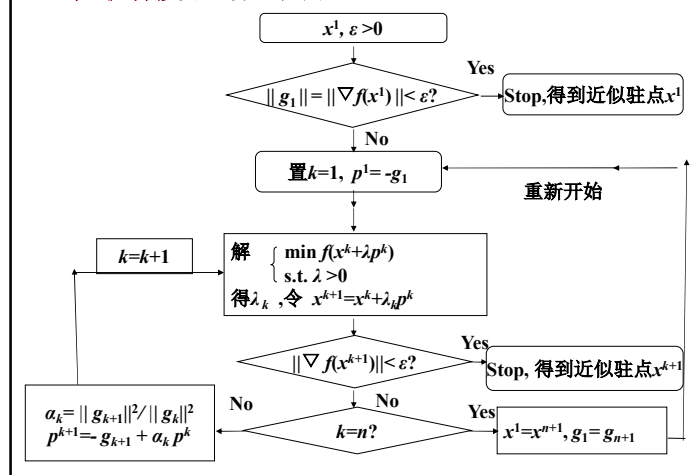 x¹, ε >0
Yes
|| g₁ || = || ∇ f(x¹) ||< ε?
Stop,得到近似驻点x¹
No
置k=1, p¹= -g₁
重新开始
k=k+1
解 { min f(xᵏ+λpᵏ)
s.t. λ >0
得λₖ ,令 xᵏ⁺¹=xᵏ+λₖpᵏ
Yes
||∇ f(xᵏ⁺¹)||< ε?
Stop, 得到近似驻点xᵏ⁺¹
No
No
Yes
αₖ= || gₖ₊₁||²/ || gₖ||²
pᵏ⁺¹=- gₖ₊₁ + αₖ pᵏ
k=n?
x¹=xⁿ⁺¹, g₁= gₙ₊₁